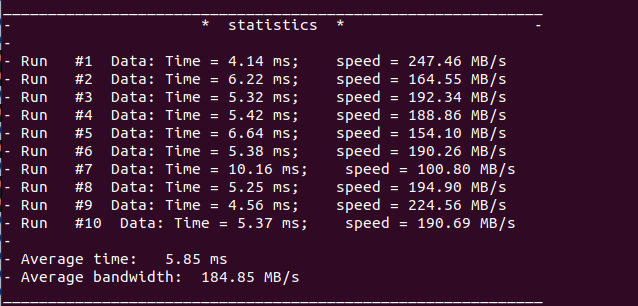 - * statistics * -
-
- Run #1 Data: Time = 4.14 ms; speed = 247.46 MB/s
- Run #2 Data: Time = 6.22 ms; speed = 164.55 MB/s
- Run #3 Data: Time = 5.32 ms; speed = 192.34 MB/s
- Run #4 Data: Time = 5.42 ms; speed = 188.86 MB/s
- Run #5 Data: Time = 6.64 ms; speed = 154.10 MB/s
- Run #6 Data: Time = 5.38 ms; speed = 190.26 MB/s
- Run #7 Data: Time = 10.16 ms; speed = 100.80 MB/s
- Run #8 Data: Time = 5.25 ms; speed = 194.90 MB/s
- Run #9 Data: Time = 4.56 ms; speed = 224.56 MB/s
- Run #10 Data: Time = 5.37 ms; speed = 190.69 MB/s
-
- Average time: 5.85 ms
- Average bandwidth: 184.85 MB/s